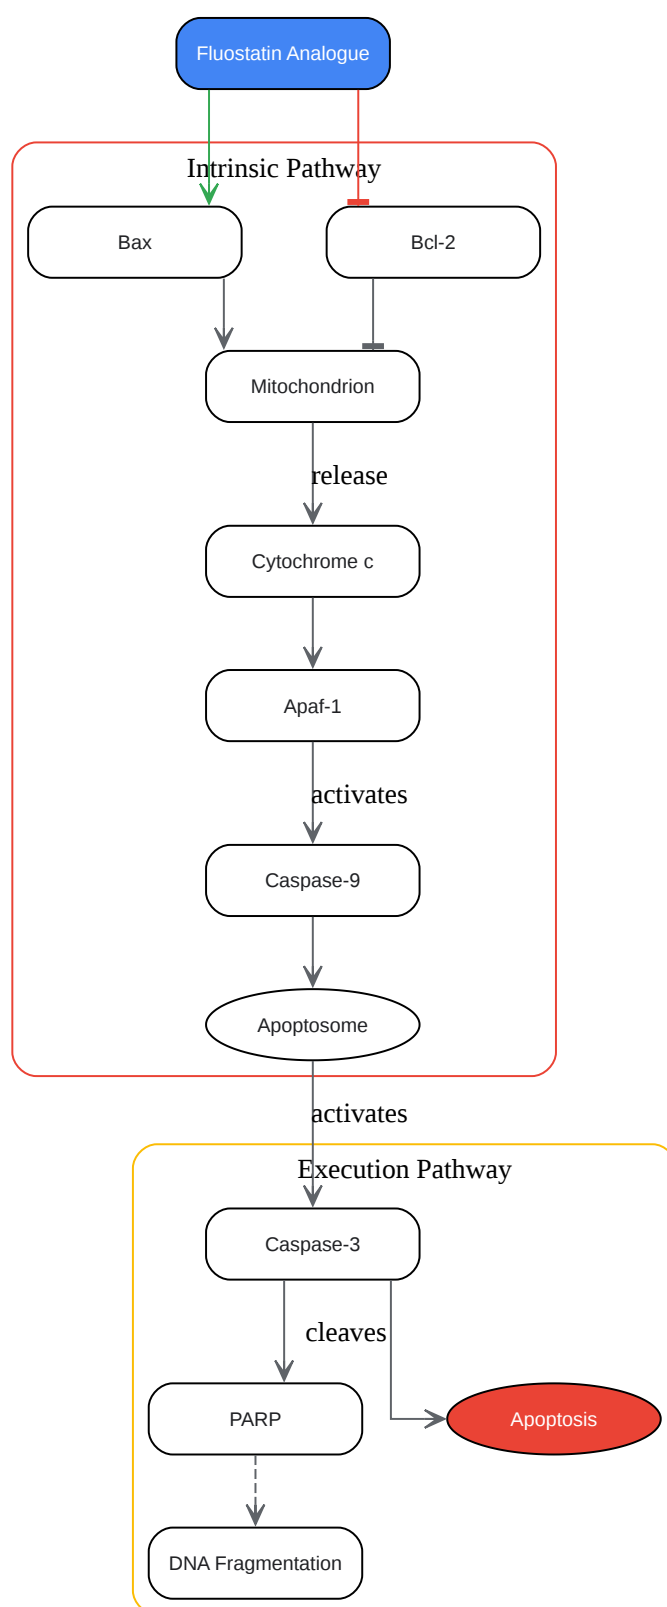 Fluostatin Analogue
Intrinsic Pathway
Bax
Bcl-2
Mitochondrion
release
Cytochrome c
Apaf-1
activates
Caspase-9
Apoptosome
activates
Execution Pathway
Caspase-3
cleaves
PARP
Apoptosis
DNA Fragmentation